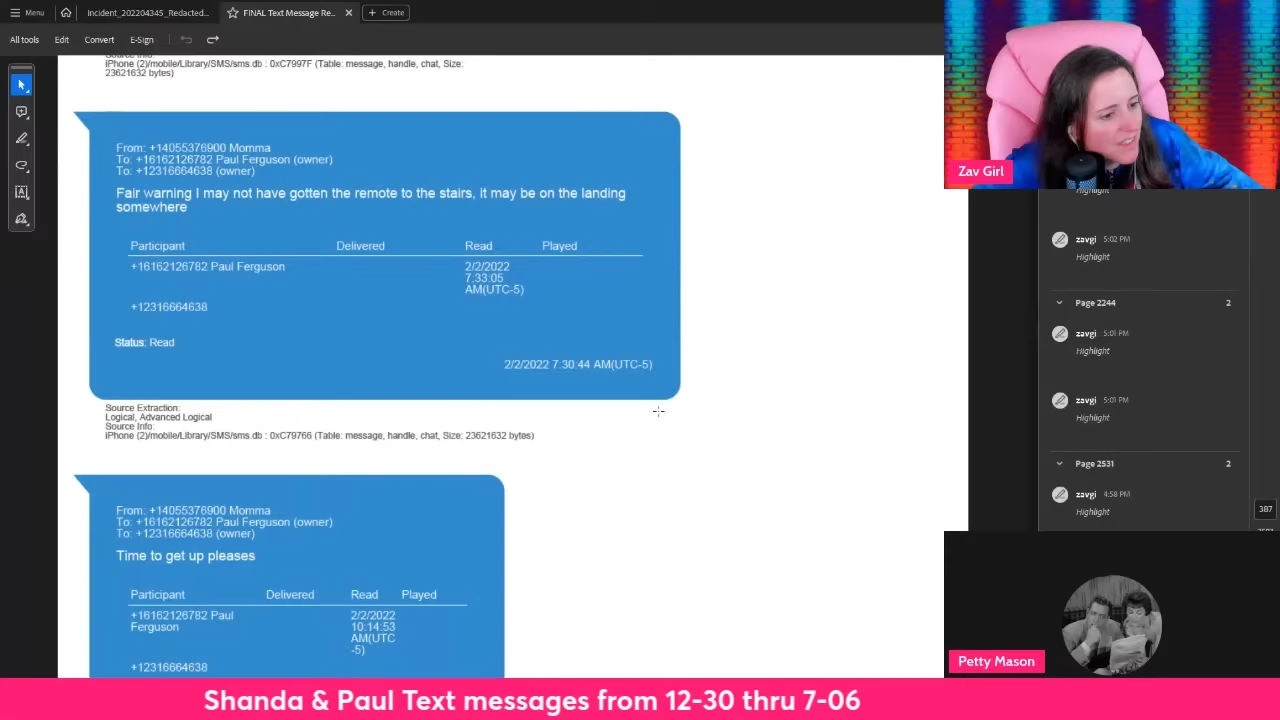 Menu
Incident_202204345_Redacted...
FINAL Text Message Re...
Create
All tools
Edit
Convert
E-Sign
iPhone (2)/mobile/Library/SMS/sms.db : 0xC7997F (Table: message, handle, chat, Size:
23621632 bytes)
From: +14055376900 Momma
To: +16162126782 Paul Ferguson (owner)
To: +12316664638 (owner)
Fair warning I may not have gotten the remote to the stairs, it may be on the landing
somewhere
Participant Delivered Read Played
+16162126782 Paul Ferguson 2/2/2022
7:33:05
AM(UTC-5)
+12316664638
Status: Read
2/2/2022 7:30:44 AM(UTC-5)
Source Extraction:
Logical, Advanced Logical
Source Info:
iPhone (2)/mobile/Library/SMS/sms.db : 0xC79766 (Table: message, handle, chat, Size: 23621632 bytes)
From: +14055376900 Momma
To: +16162126782 Paul Ferguson (owner)
To: +12316664638 (owner)
Time to get up pleases
Participant Delivered Read Played
+16162126782 Paul
Ferguson
2/2/2022
10:14:53
AM(UTC
-5)
+12316664638
Zav Girl
Highlight
zavgi 5:02 PM
Highlight
Page 2244 2
zavgi 5:01 PM
Highlight
zavgi 5:01 PM
Highlight
Page 2531 2
zavgi 4:58 PM
Highlight
387
Petty Mason
Shanda & Paul Text messages from 12-30 thru 7-06